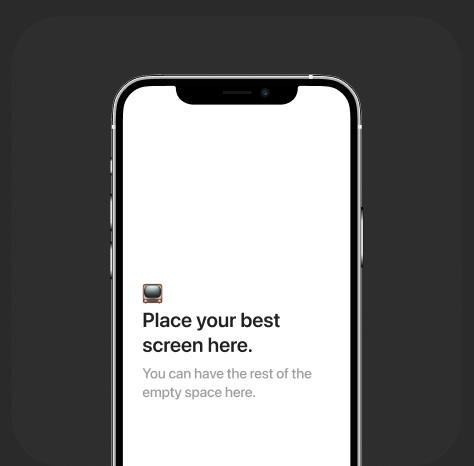 Place your best
screen here.
You can have the rest of the
empty space here.